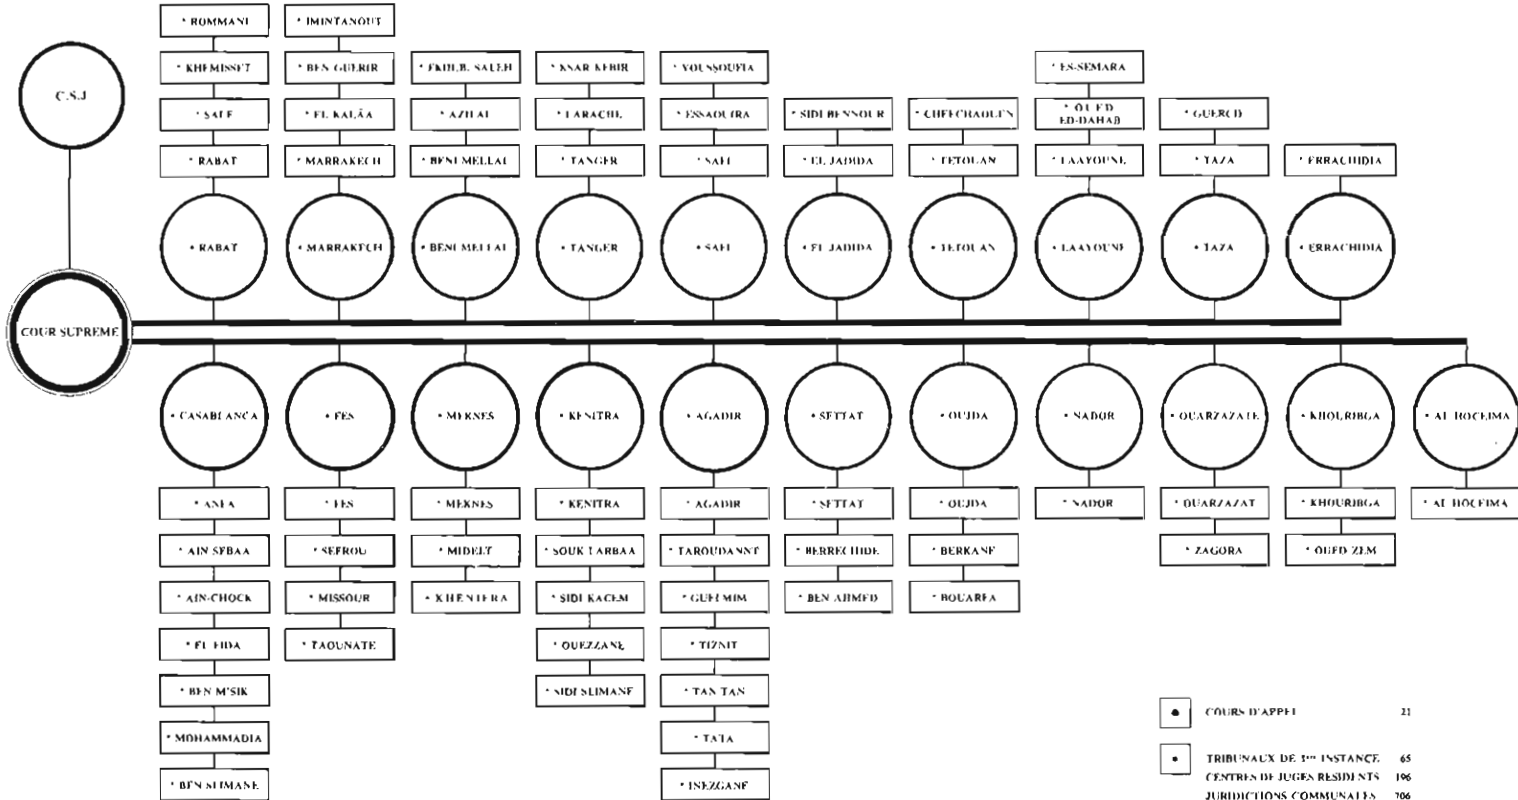 * ROMMANI
* IMINTANOUT
* KHEMISSET
* BEN GUERIR
* FKIH.B. SALEH
* KSAR KEBIR
* YOUSSOUFIA
* ES-SEMARA
C.S.J
* SALE
* EL KALÂA
* AZILAL
* LARACHE
* ESSAOUIRA
* SIDI BENNOUR
* CHEFCHAOUEN
* OUED
ED-DAHAB
* GUERCIF
* RABAT
* MARRAKECH
* BENI MELLAL
* TANGER
* SAFI
* EL JADIDA
* TETOUAN
* LAAYOUNE
* TAZA
* ERRACHIDIA
• RABAT
• MARRAKECH
• BENI MELLAL
• TANGER
• SAFI
• EL JADIDA
• TETOUAN
• LAAYOUNE
• TAZA
• ERRACHIDIA
COUR SUPREME
• CASABLANCA
• FES
• MEKNES
• KENITRA
• AGADIR
• SETTAT
• OUJDA
• NADOR
• OUARZAZATE
• KHOURIBGA
• AL HOCEIMA
* ANFA
* FES
* MEKNES
* KENITRA
* AGADIR
* SETTAT
* OUJDA
* NADOR
* OUARZAZAT
* KHOURIBGA
* AL HOCEIMA
* AIN SEBAA
* SEFROU
* MIDELT
* SOUK LARBAA
* TAROUDANNT
* BERRECHIDE
* BERKANE
* ZAGORA
* OUED ZEM
* AIN-CHOCK
* MISSOUR
* KHENIFRA
* SIDI KACEM
* GUELMIM
* BEN AHMED
* BOUARFA
* EL FIDA
* TAOUNATE
* OUEZZANE
* TIZNIT
* BEN M'SIK
* SIDI SLIMANE
* TAN TAN
* MOHAMMADIA
* TATA
* BEN SLIMANE
* INEZGANE
• COURS D'APPEL 21
* TRIBUNAUX DE 1ère INSTANCE 65
CENTRES DE JUGES RESIDENTS 196
JURIDICTIONS COMMUNALES 706